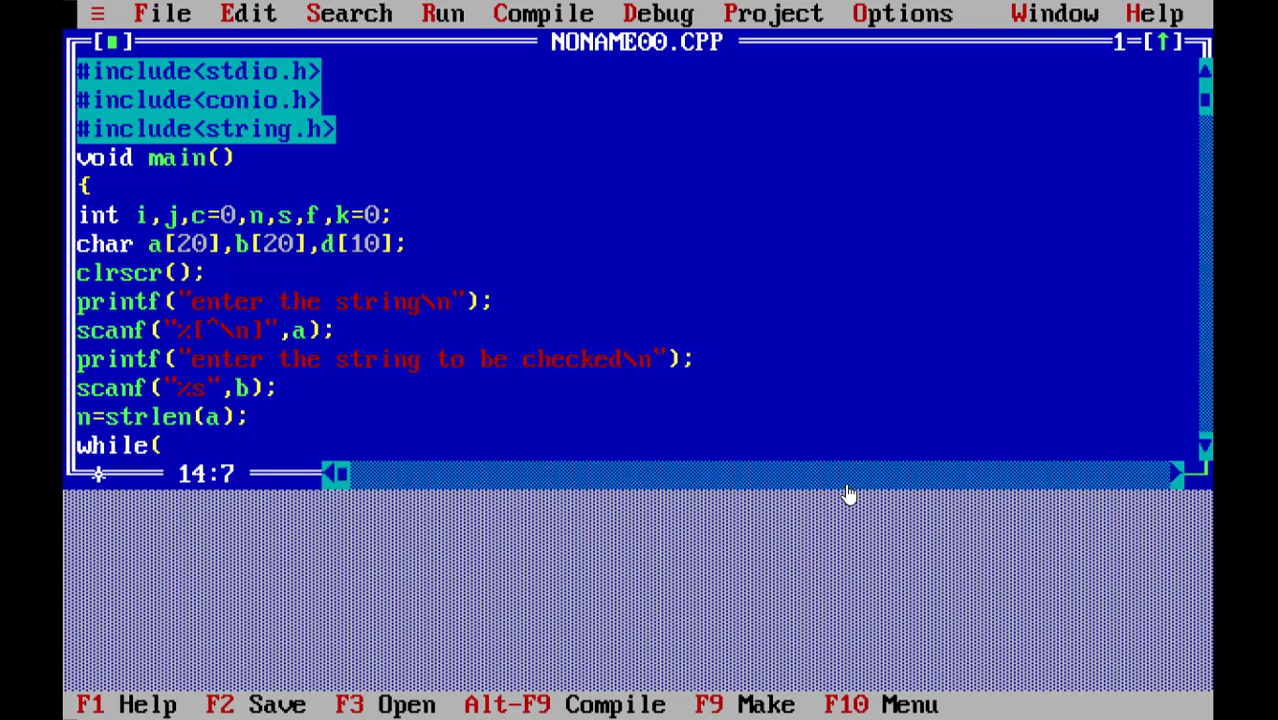 ≡ File Edit Search Run Compile Debug Project Options Window Help
[■] NONAME00.CPP 1=[↑]
#include<stdio.h>
#include<conio.h>
#include<string.h>
void main()
{
int i,j,c=0,n,s,f,k=0;
char a[20],b[20],d[10];
clrscr();
printf("enter the string\n");
scanf("%[^\n]",a);
printf("enter the string to be checked\n");
scanf("%s",b);
n=strlen(a);
while(
14:7
F1 Help F2 Save F3 Open Alt-F9 Compile F9 Make F10 Menu